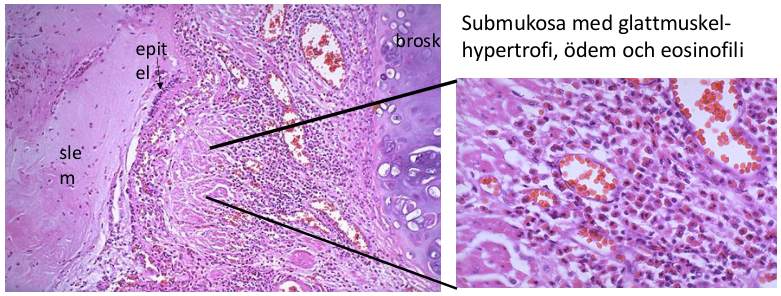 epit
el
brosk
sle
m
Submukosa med glattmuskel-
hypertrofi, ödem och eosinofili